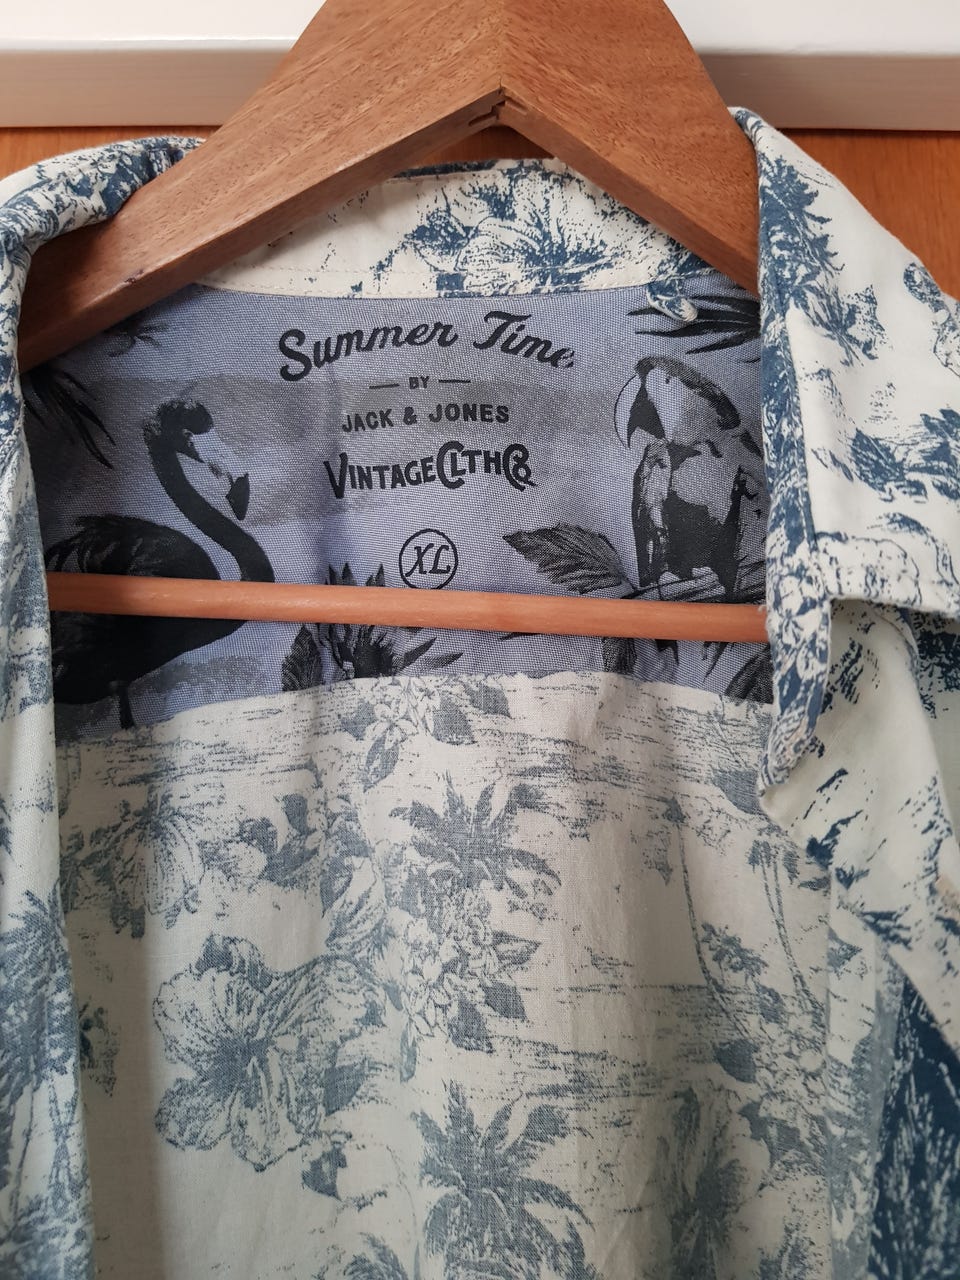 Summer Time
BY
JACK & JONES
VINTAGE CLTH Co
XL